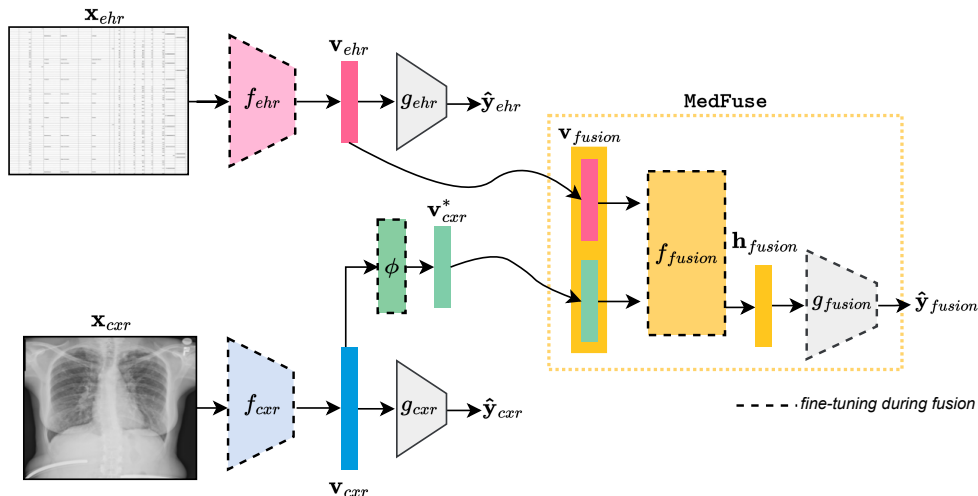 x_ehr
f_ehr
v_ehr
g_ehr
ŷ_ehr
MedFuse
v_fusion
v*_cxr
ϕ
f_fusion
h_fusion
g_fusion
ŷ_fusion
x_cxr
f_cxr
g_cxr
ŷ_cxr
v_cxr
fine-tuning during fusion